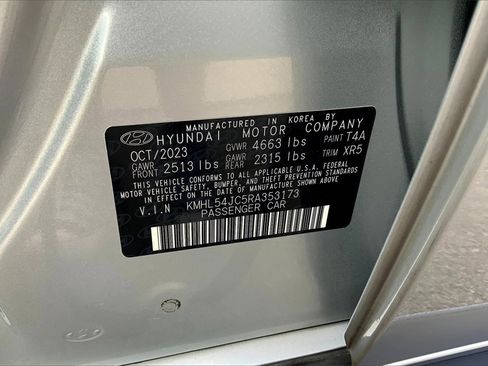 MANUFACTURED IN KOREA BY
HYUNDAI MOTOR COMPANY
OCT/2023 GVWR 4663 lbs PAINT T4A
GAWR FRONT 2513 lbs GAWR REAR 2315 lbs TRIM XR5
THIS VEHICLE CONFORMS TO ALL APPLICABLE U.S.A. FEDERAL
MOTOR VEHICLE SAFETY, BUMPER, AND THEFT PREVENTION
STANDARDS IN EFFECT ON THE DATE OF MANUFACTURE SHOWN ABOVE.
V.I.N KMHL54JC5RA353173
PASSENGER CAR